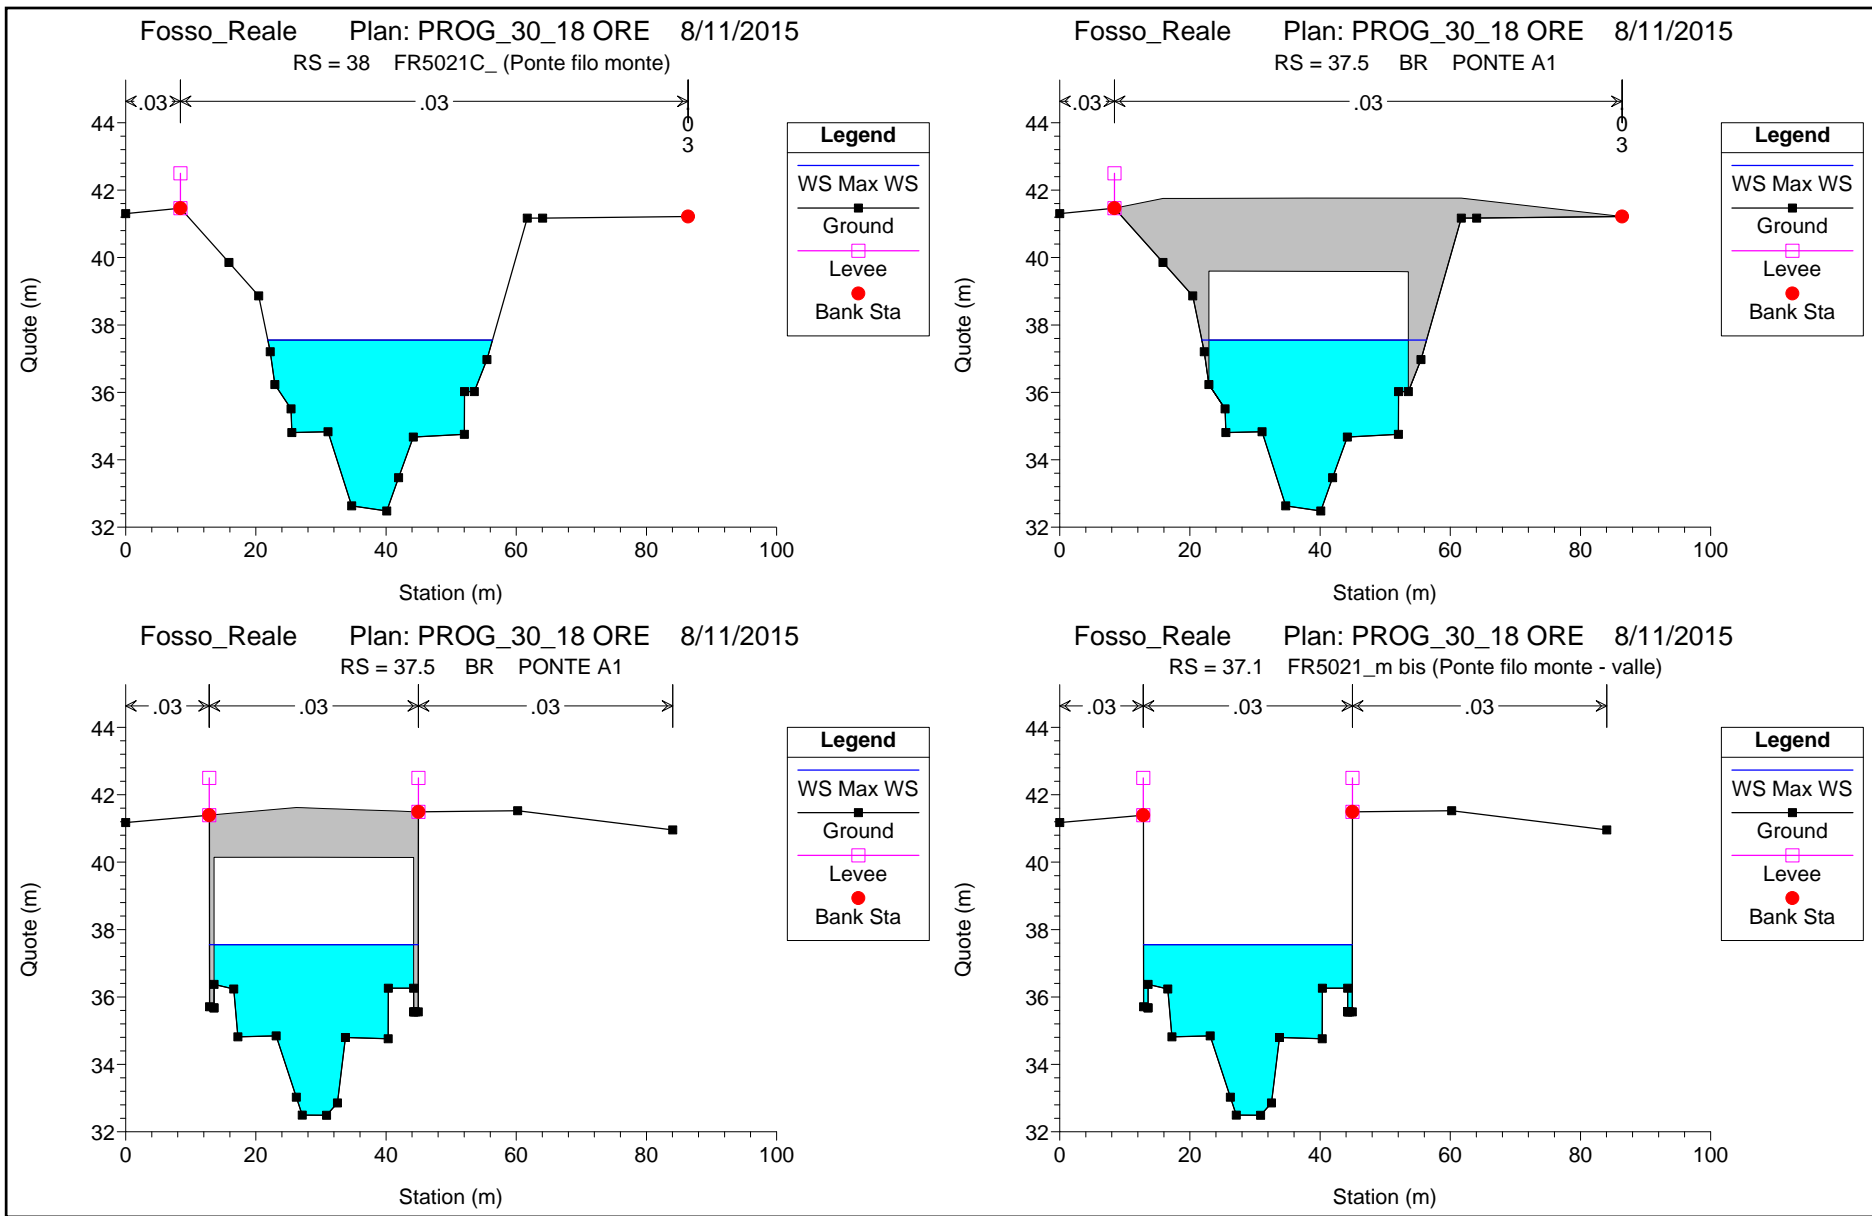 Fosso_Reale Plan: PROG_30_18 ORE 8/11/2015
RS = 38 FR5021C_ (Ponte filo monte)
.03 .03 .03
44
42
40
38
36
34
32
0 20 40 60 80 100
Quote (m)
Station (m)
Legend
WS Max WS
Ground
Levee
Bank Sta
Fosso_Reale Plan: PROG_30_18 ORE 8/11/2015
RS = 37.5 BR PONTE A1
.03 .03 .03
44
42
40
38
36
34
32
0 20 40 60 80 100
Quote (m)
Station (m)
Legend
WS Max WS
Ground
Levee
Bank Sta
Fosso_Reale Plan: PROG_30_18 ORE 8/11/2015
RS = 37.5 BR PONTE A1
.03 .03 .03
44
42
40
38
36
34
32
0 20 40 60 80 100
Quote (m)
Station (m)
Legend
WS Max WS
Ground
Levee
Bank Sta
Fosso_Reale Plan: PROG_30_18 ORE 8/11/2015
RS = 37.1 FR5021_m bis (Ponte filo monte - valle)
.03 .03 .03
44
42
40
38
36
34
32
0 20 40 60 80 100
Quote (m)
Station (m)
Legend
WS Max WS
Ground
Levee
Bank Sta